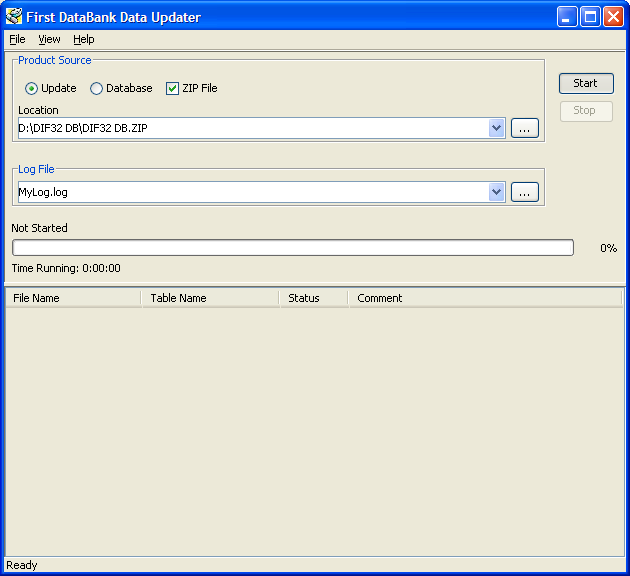 First DataBank Data Updater
File View Help
Product Source
Update Database ZIP File
Start
Stop
Location
D:\DIF32 DB\DIF32 DB.ZIP
...
Log File
MyLog.log
...
Not Started
0%
Time Running: 0:00:00
File Name Table Name Status Comment
Ready